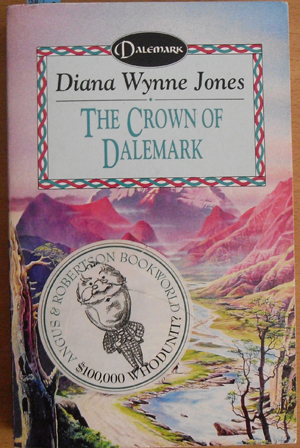 DALEMARK
Diana Wynne Jones
THE CROWN OF
DALEMARK
ANGUS & ROBERTSON BOOKWORLD
$100,000 WHODUNIT?